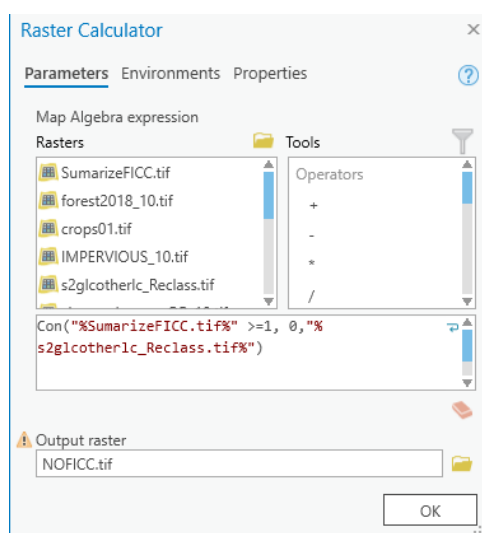 Raster Calculator
Parameters Environments Properties
Map Algebra expression
Rasters
Tools
SumarizeFICC.tif
forest2018_10.tif
crops01.tif
IMPERVIOUS_10.tif
s2glcotherlc_Reclass.tif
Operators
+
-
*
/
Con("%SumarizeFICC.tif%" >=1, 0,"%
s2glcotherlc_Reclass.tif%")
Output raster
NOFICC.tif
OK